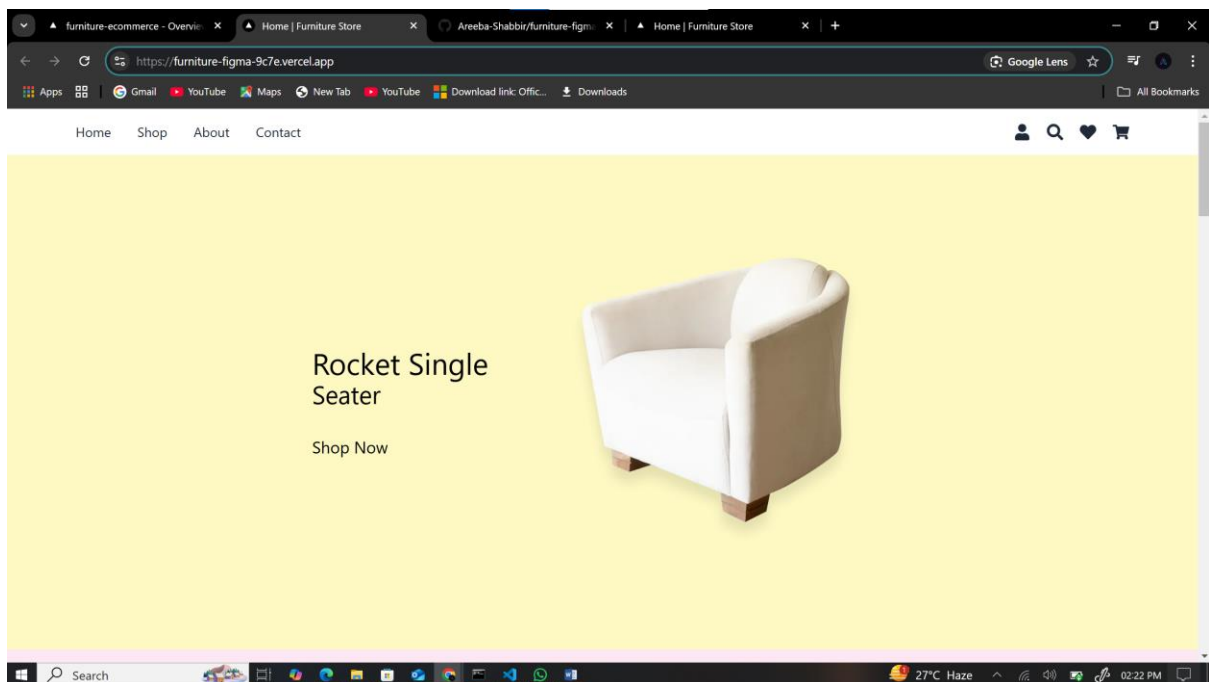 furniture-ecommerce - Overvie
Home | Furniture Store
Areeba-Shabbir/furniture-figma
Home | Furniture Store
https://furniture-figma-9c7e.vercel.app
Google Lens
A
Apps
Gmail
YouTube
Maps
New Tab
YouTube
Download link: Offic...
Downloads
All Bookmarks
Home Shop About Contact
Rocket Single
Seater
Shop Now
Search
27°C Haze
02:22 PM